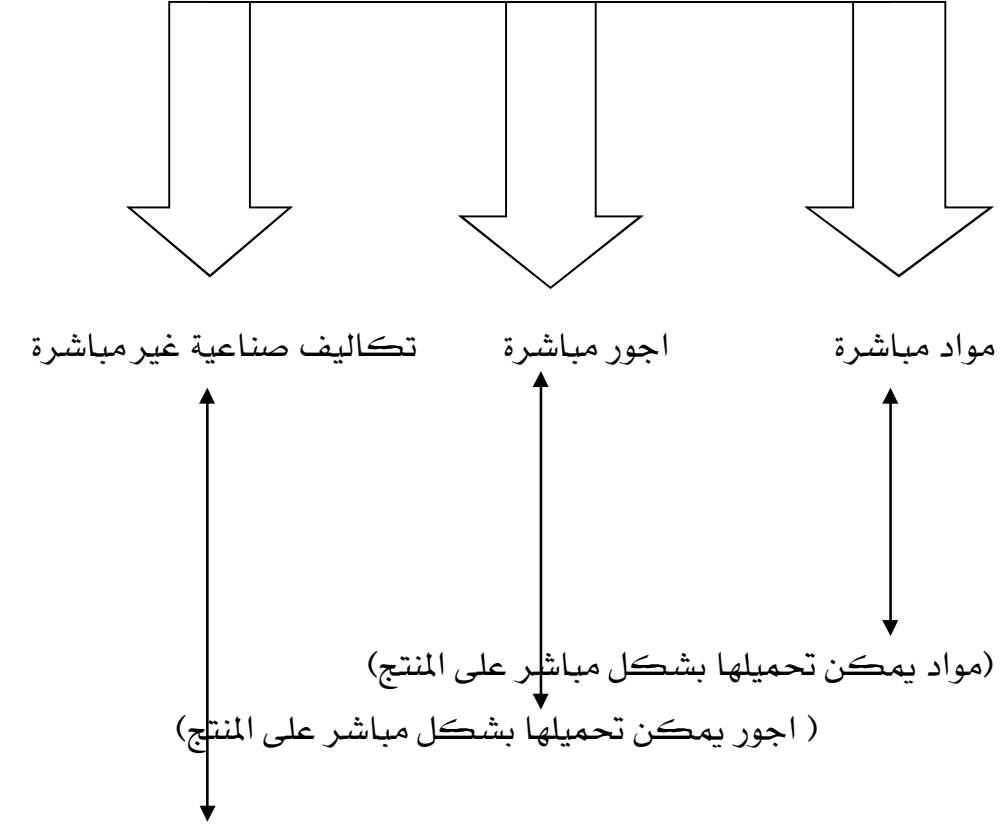 مواد مباشرة اجور مباشرة تكاليف صناعية غير مباشرة
(مواد يمكن تحميلها بشكل مباشر على المنتج)
( اجور يمكن تحميلها بشكل مباشر على المنتج)